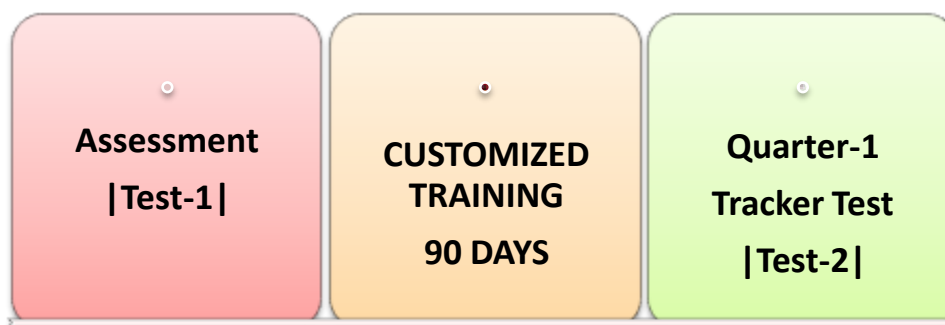 Assessment
|Test-1|
CUSTOMIZED
TRAINING
90 DAYS
Quarter-1
Tracker Test
|Test-2|